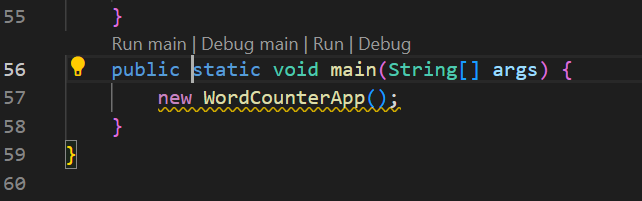 55 }
Run main | Debug main | Run | Debug
56 public static void main(String[] args) {
57 new WordCounterApp();
58 }
59 }
60